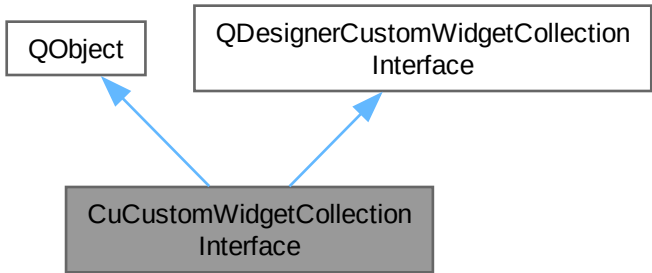 QObject
QDesignerCustomWidgetCollection
Interface
CuCustomWidgetCollection
Interface